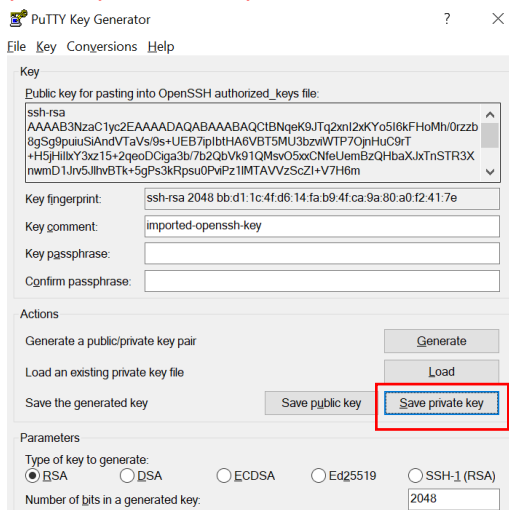 PuTTY Key Generator
File Key Conversions Help
Key
Public key for pasting into OpenSSH authorized_keys file:
ssh-rsa
AAAAB3NzaC1yc2EAAAADAQABAAABAQCtBNqeK9JTq2xnI2xKYo5I6kFHoMh/0rzzb
8gSg9puiuSiAndVTaVs/9s+UEB7ipIbtHA6VBT5MU3bzviWTP7OjnHuC9rT
+H5jHiIlxY3xz15+2qeoDCiga3b/7b2QbVk91QMsvO5xxCNfeUemBzQHbaXJxTnSTR3X
nwmD1Jrv5JlhvBTk+5gPs3kRpsu0PviPz1IMTAVVzScZI+V7H6m
Key fingerprint: ssh-rsa 2048 bb:d1:1c:4f:d6:14:fa:b9:4f:ca:9a:80:a0:f2:41:7e
Key comment: imported-openssh-key
Key passphrase:
Confirm passphrase:
Actions
Generate a public/private key pair Generate
Load an existing private key file Load
Save the generated key Save public key Save private key
Parameters
Type of key to generate:
RSA DSA ECDSA Ed25519 SSH-1 (RSA)
Number of bits in a generated key: 2048